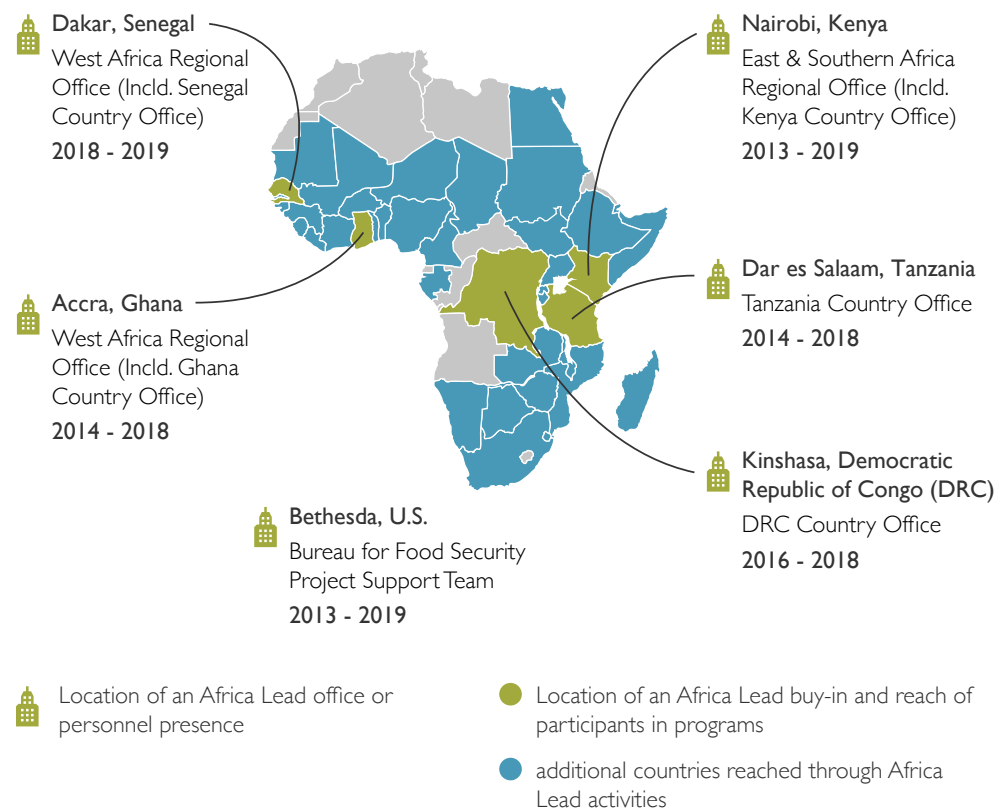 Dakar, Senegal
West Africa Regional
Office (Incld. Senegal
Country Office)
2018 - 2019
Accra, Ghana
West Africa Regional
Office (Incld. Ghana
Country Office)
2014 - 2018
Nairobi, Kenya
East & Southern Africa
Regional Office (Incld.
Kenya Country Office)
2013 - 2019
Dar es Salaam, Tanzania
Tanzania Country Office
2014 - 2018
Kinshasa, Democratic
Republic of Congo (DRC)
DRC Country Office
2016 - 2018
Bethesda, U.S.
Bureau for Food Security
Project Support Team
2013 - 2019
Location of an Africa Lead office or
personnel presence
Location of an Africa Lead buy-in and reach of
participants in programs
additional countries reached through Africa
Lead activities